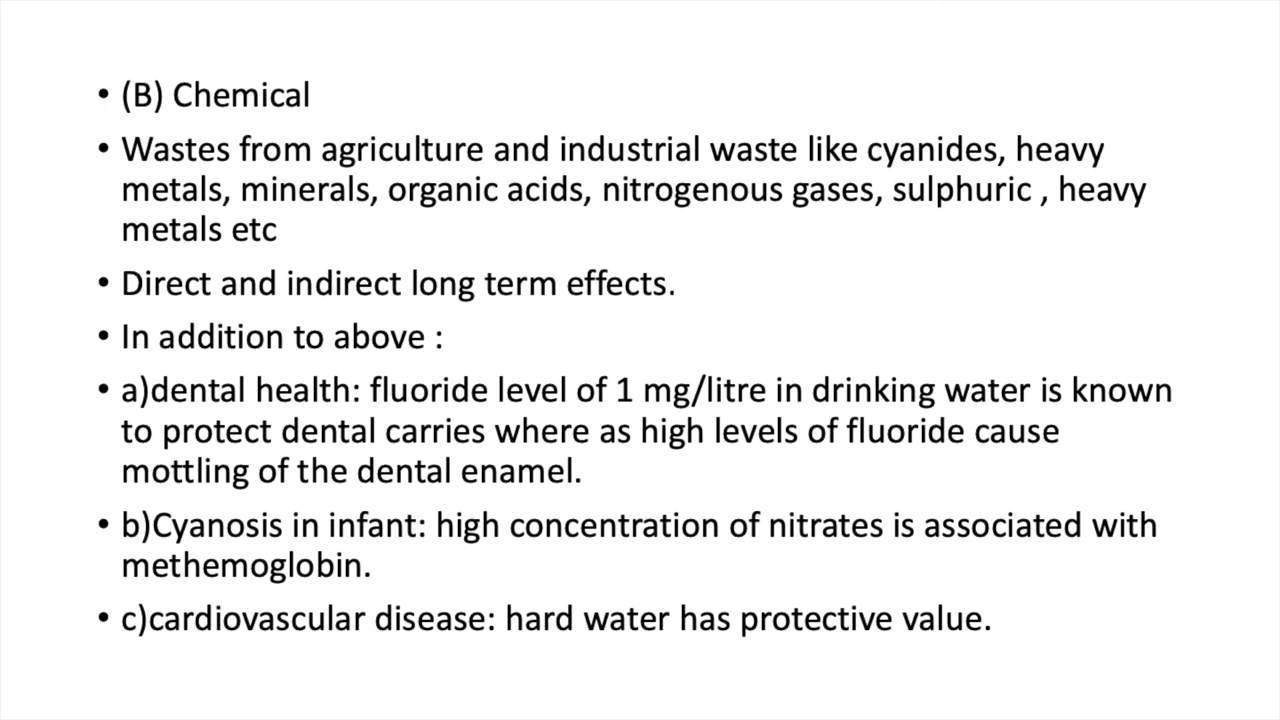 • (B) Chemical
• Wastes from agriculture and industrial waste like cyanides, heavy
metals, minerals, organic acids, nitrogenous gases, sulphuric , heavy
metals etc
• Direct and indirect long term effects.
• In addition to above :
• a)dental health: fluoride level of 1 mg/litre in drinking water is known
to protect dental carries where as high levels of fluoride cause
mottling of the dental enamel.
• b)Cyanosis in infant: high concentration of nitrates is associated with
methemoglobin.
• c)cardiovascular disease: hard water has protective value.